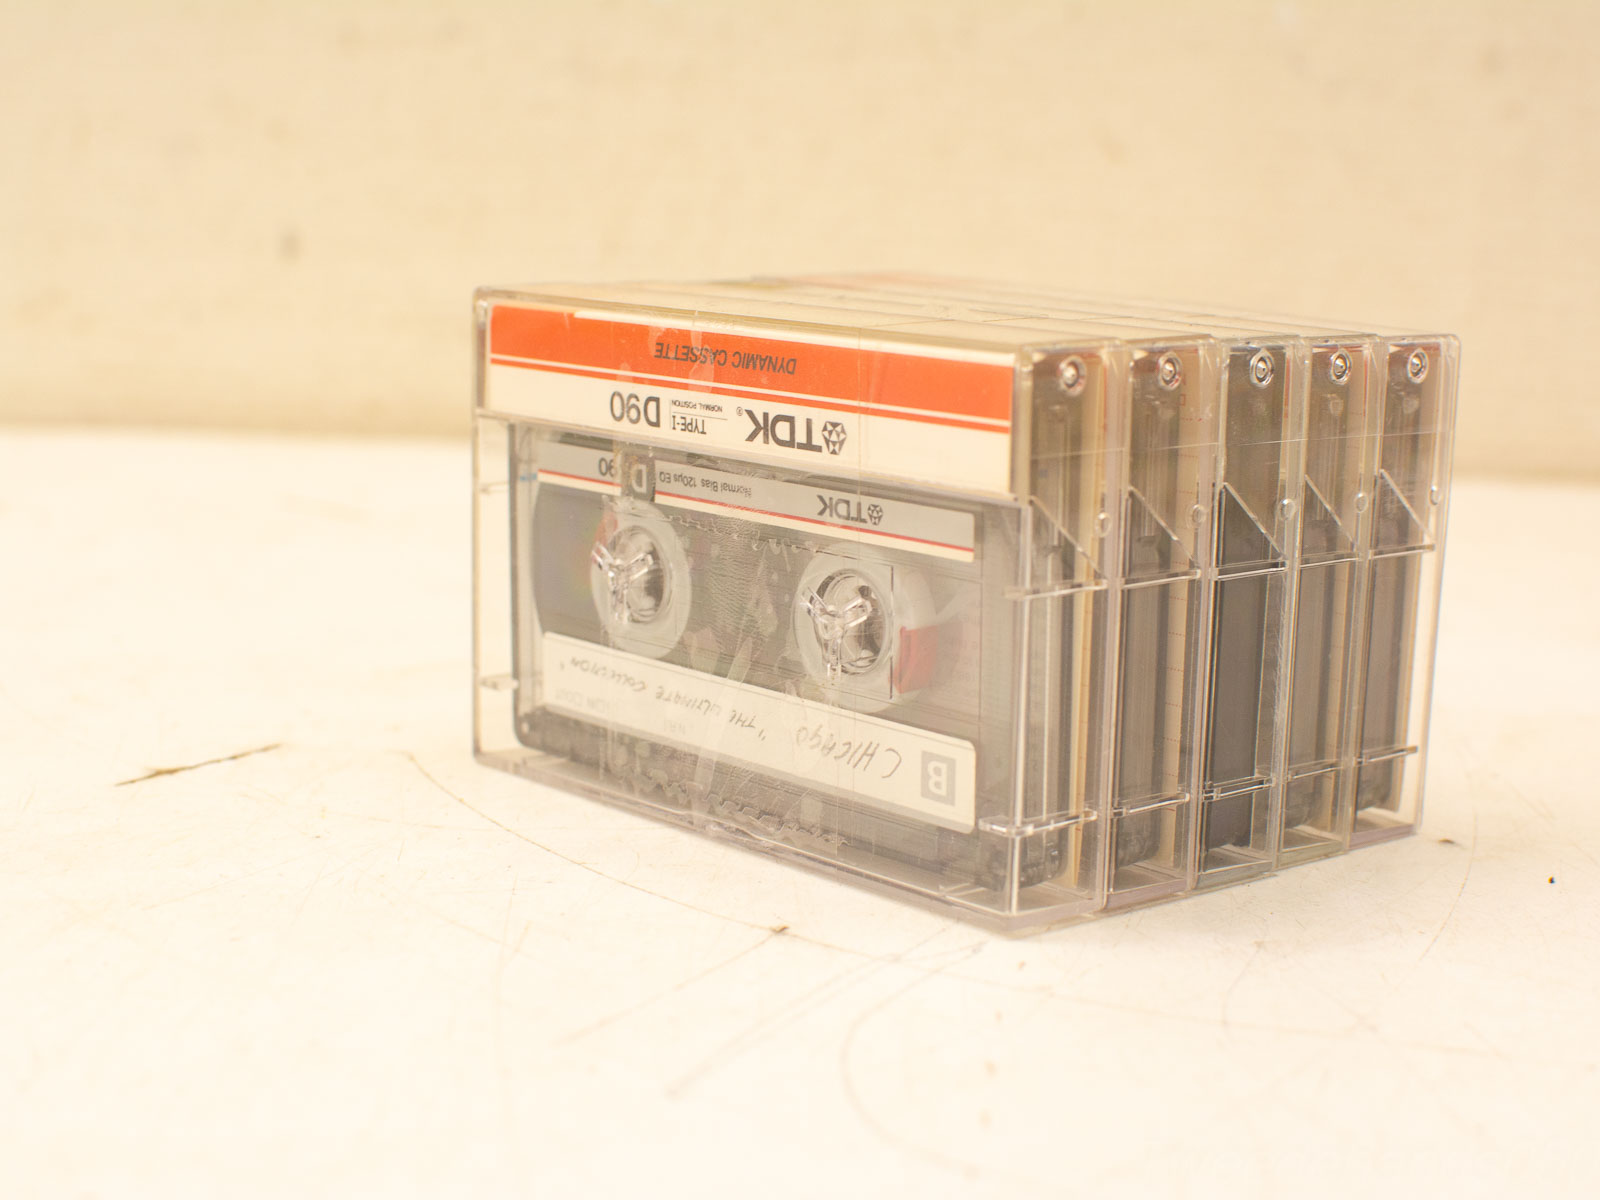 B CHICAGO "THE ULTIMATE COLLECTION"
TDK Normal Bias 120µs EQ D90
TDK® TYPE-I NORMAL POSITION D90
DYNAMIC CASSETTE